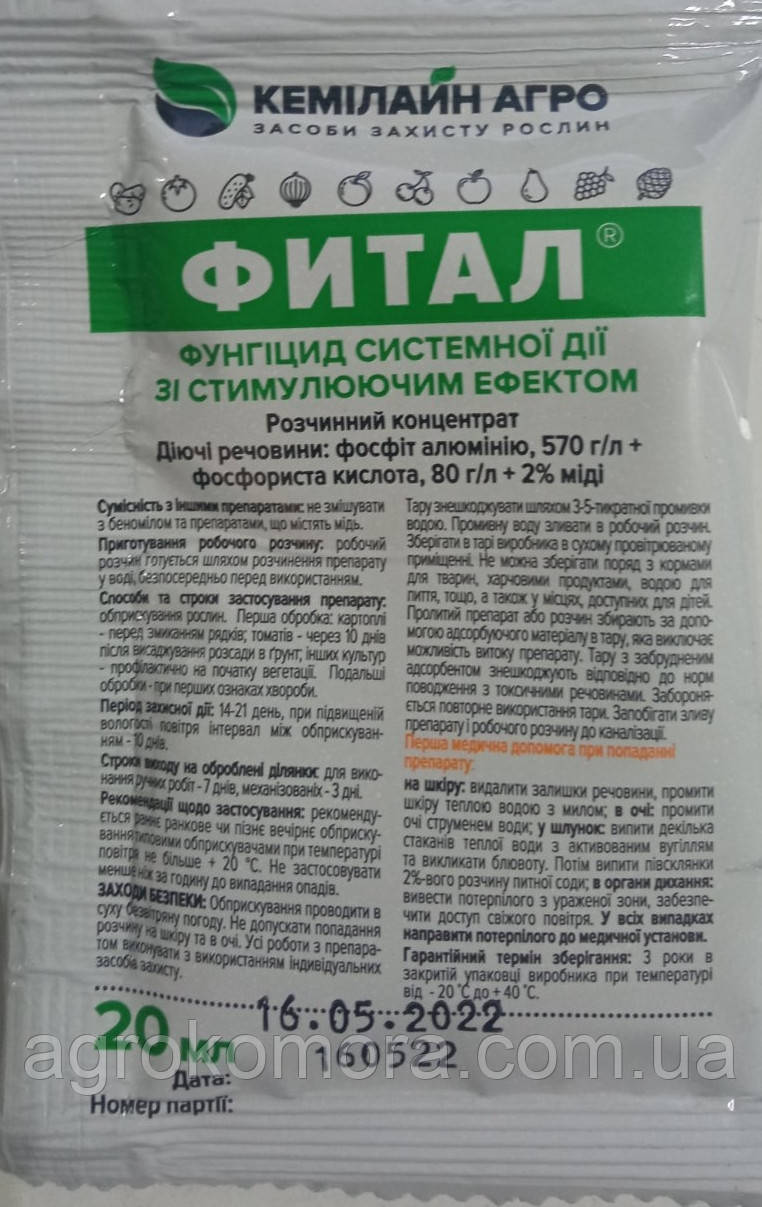 КЕМІЛАЙН АГРО
ЗАСОБИ ЗАХИСТУ РОСЛИН
ФИТАЛ®
ФУНГІЦИД СИСТЕМНОЇ ДІЇ
ЗІ СТИМУЛЮЮЧИМ ЕФЕКТОМ
Розчинний концентрат
Діючі речовини: фосфіт алюмінію, 570 г/л +
фосфориста кислота, 80 г/л + 2% міді
Сумісність з іншими препаратами: не змішувати
з беномілом та препаратами, що містять мідь.
Приготування робочого розчину: робочий
розчин готується шляхом розчинення препарату
у воді, безпосередньо перед використанням.
Способи та строки застосування препарату:
обприскування рослин. Перша обробка: картоплі
- перед змиканням рядків; томатів - через 10 днів
після висаджування розсади в ґрунт; інших культур
- профілактично на початку вегетації. Подальші
обробки - при перших ознаках хвороби.
Період захисної дії: 14-21 день, при підвищеній
вологості повітря інтервал між обприскуван-
ням - 10 днів.
Строки виходу на оброблені ділянки: для вико-
нання ручних робіт - 7 днів, механізованих - 3 дні.
Рекомендації щодо застосування: рекоменду-
ється раннє ранкове чи пізнє вечірнє обприску-
вання типовими обприскувачами при температурі
повітря не більше + 20 °С. Не застосовувати
менше ніж за годину до випадання опадів.
ЗАХОДИ БЕЗПЕКИ: Обприскування проводити в
суху безвітряну погоду. Не допускати попадання
розчину на шкіру та в очі. Усі роботи з препара-
том виконувати з використанням індивідуальних
засобів захисту.
Тару знешкоджувати шляхом 3-5-тикратної промивки
водою. Промивну воду зливати в робочий розчин.
Зберігати в тарі виробника в сухому провітрюваному
приміщенні. Не можна зберігати поряд з кормами
для тварин, харчовими продуктами, водою для
пиття, тощо, а також у місцях, доступних для дітей.
Пролитий препарат або розчин збирають за допо-
могою адсорбуючого матеріалу в тару, яка виключає
можливість витоку препарату. Тару з забрудненим
адсорбентом знешкоджують відповідно до норм
поводження з токсичними речовинами. Забороня-
ється повторне використання тари. Запобігати зливу
препарату і робочого розчину до каналізації.
Перша медична допомога при попаданні
препарату:
на шкіру: видалити залишки речовини, промити
шкіру теплою водою з милом; в очі: промити
очі струменем води; у шлунок: випити декілька
стаканів теплої води з активованим вугіллям
та викликати блювоту. Потім випити півсклянки
2%-вого розчину питної соди; в органи дихання:
вивести потерпілого з ураженої зони, забезпе-
чити доступ свіжого повітря. У всіх випадках
направити потерпілого до медичної установи.
Гарантійний термін зберігання: 3 роки в
закритій упаковці виробника при температурі
від - 20 °С до + 40 °С.
20 мл
16.05.2022
160522
Дата:
Номер партії:
agrokomora.com.ua